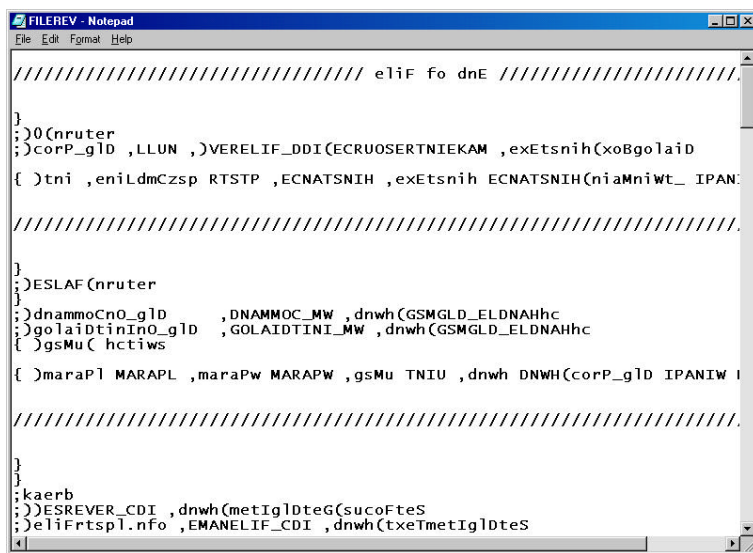 FILEREV - Notepad
File Edit Format Help
////////////////////////////////// eliF fo dnE ///////////////////////
}
;)0(nruter
;)corP_glD ,LLUN ,)VERELIF_DDI(ECRUOSERTNIEKAM ,exEtsnih(xoBgolaiD
{ )tni ,eniLdmCzsp RTSTP ,ECNATSNIH ,exEtsnih ECNATSNIH(niaMniWt_ IPANI
//////////////////////////////////////////////////////////////////////
}
;)ESLAF(nruter
}
;)dnammoCnO_glD ,DNAMMOC_MW ,dnwh(GSMGLD_ELDNAHhc
;)golaiDtinInO_glD ,GOLAIDTINI_MW ,dnwh(GSMGLD_ELDNAHhc
{ )gsMu( hctiws
{ )maraPl MARAPL ,maraPw MARAPW ,gsMu TNIU ,dnwh DNWH(corP_glD IPANIW
//////////////////////////////////////////////////////////////////////
}
}
;kaerb
;))ESREVER_CDI ,dnwh(metIglDteG(sucoFteS
;)eliFrtspl.nfo ,EMANELIF_CDI ,dnwh(txeTmetIglDteS